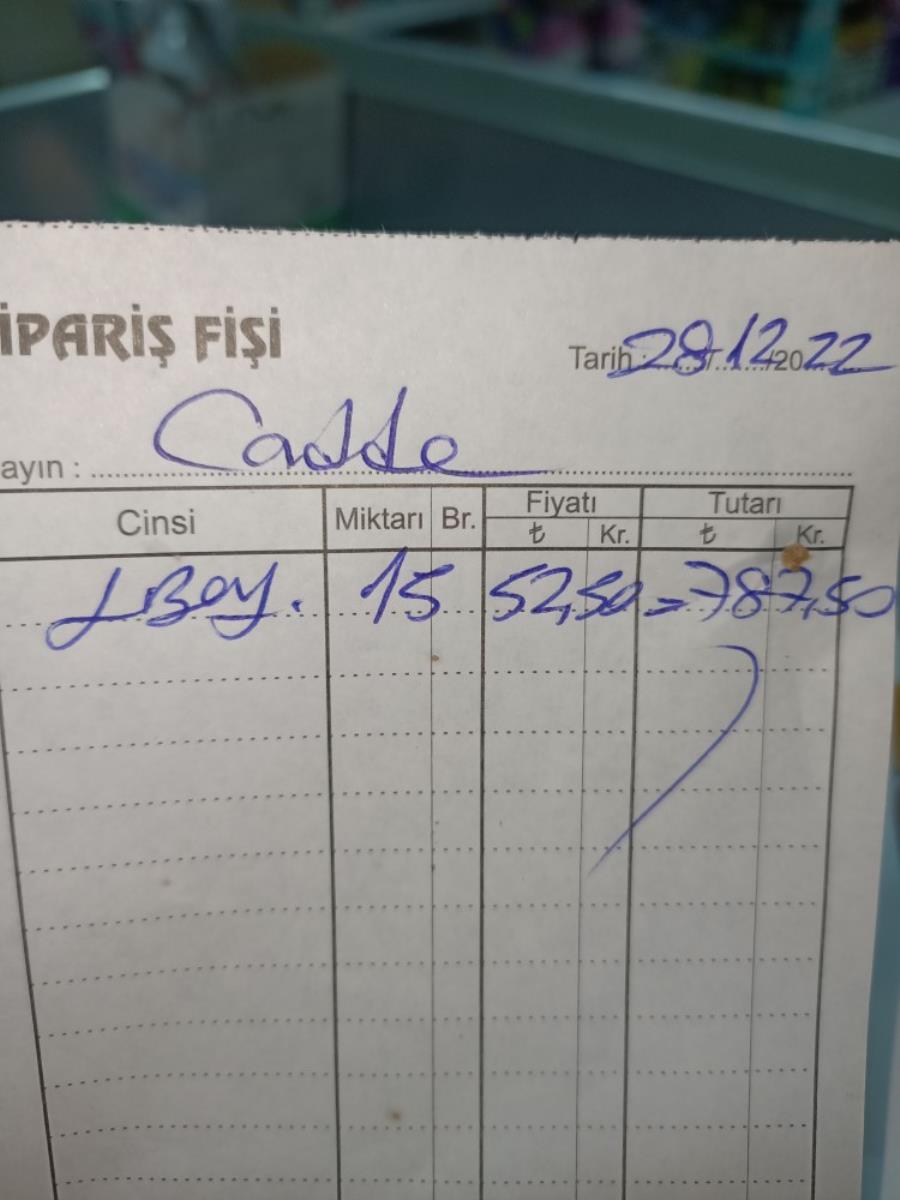 İPARİŞ FİŞİ
Tarih : 28/12/2022
ayın : Cadde
Cinsi Miktarı Br. Fiyatı Tutarı
₺ Kr. ₺ Kr.
LBoy. 15 52,50 = 787,50